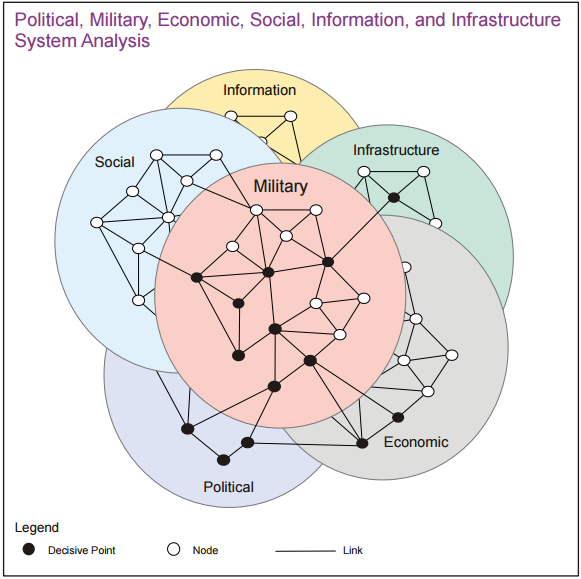 Political, Military, Economic, Social, Information, and Infrastructure
System Analysis
Information
Infrastructure
Social
Military
Economic
Political
Legend
Decisive Point
Node
Link